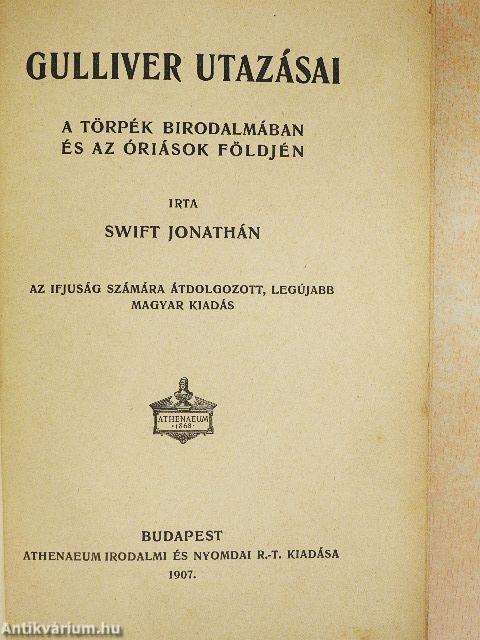 GULLIVER UTAZÁSAI
A TÖRPÉK BIRODALMÁBAN
ÉS AZ ÓRIÁSOK FÖLDJÉN
IRTA
SWIFT JONATHÁN
AZ IFJUSÁG SZÁMÁRA ÁTDOLGOZOTT, LEGÚJABB
MAGYAR KIADÁS
ATHENAEUM
·1868·
BUDAPEST
ATHENAEUM IRODALMI ÉS NYOMDAI R.-T. KIADÁSA
1907.
Antikvárium.hu